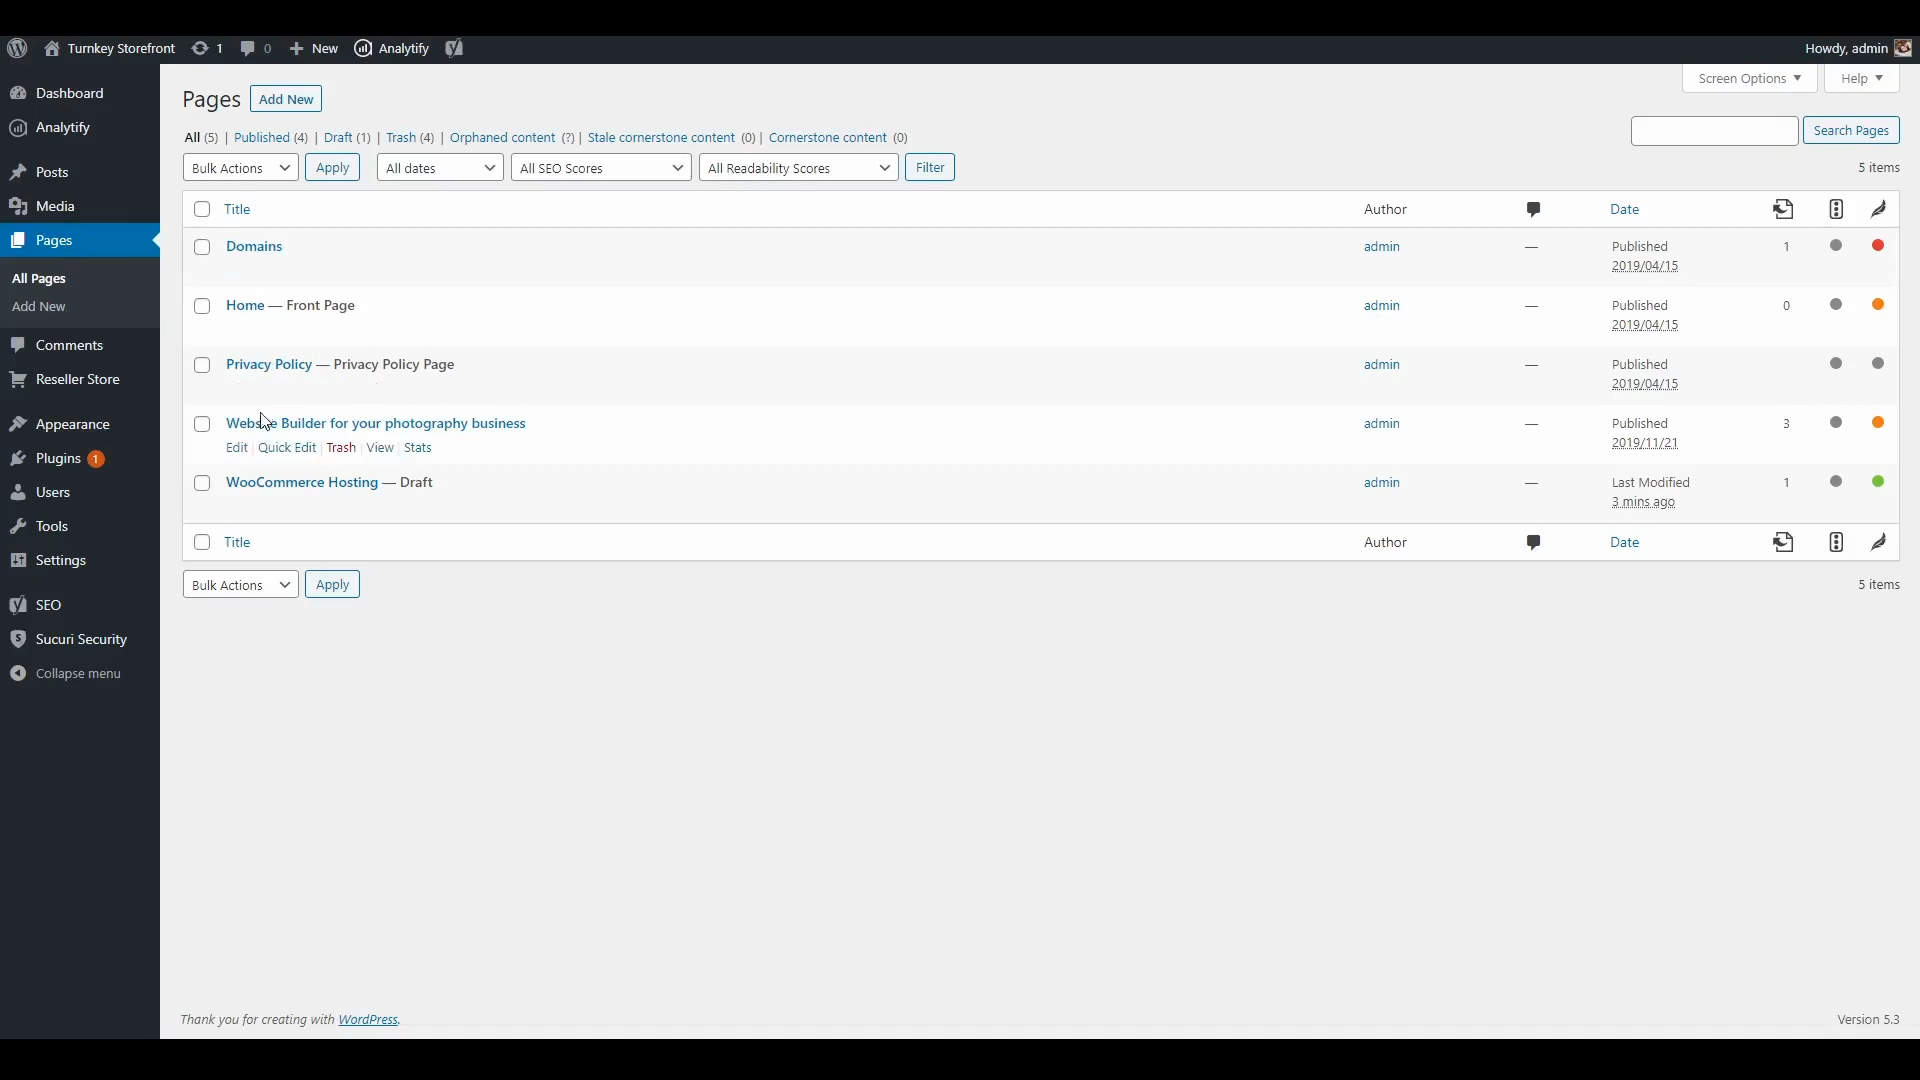 Turnkey Storefront 1 0 New Analytify Howdy, admin
Screen Options Help
Dashboard
Analytify
Posts
Media
Pages
All Pages
Add New
Comments
Reseller Store
Appearance
Plugins 1
Users
Tools
Settings
SEO
Sucuri Security
Collapse menu
Pages Add New
All (5) | Published (4) | Draft (1) | Trash (4) | Orphaned content (?) | Stale cornerstone content (0) | Cornerstone content (0)
Search Pages
Bulk Actions Apply All dates All SEO Scores All Readability Scores Filter 5 items
Title Author Date
Domains admin — Published 1
2019/04/15
Home — Front Page admin — Published 0
2019/04/15
Privacy Policy — Privacy Policy Page admin — Published
2019/04/15
Website Builder for your photography business admin — Published 3
Edit | Quick Edit | Trash | View | Stats 2019/11/21
WooCommerce Hosting — Draft admin — Last Modified 1
3 mins ago
Title Author Date
Bulk Actions Apply 5 items
Thank you for creating with WordPress. Version 5.3